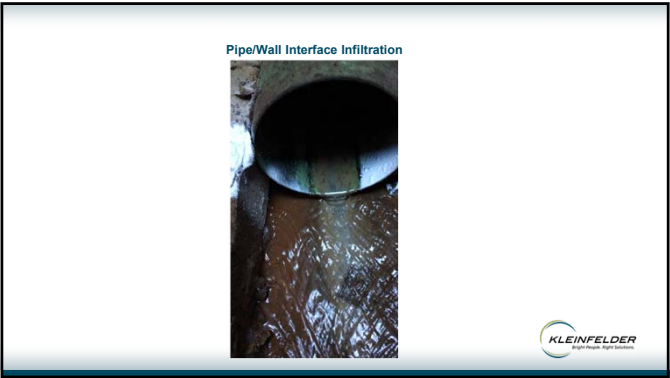 Pipe/Wall Interface Infiltration
KLEINFELDER
Bright People. Right Solutions.